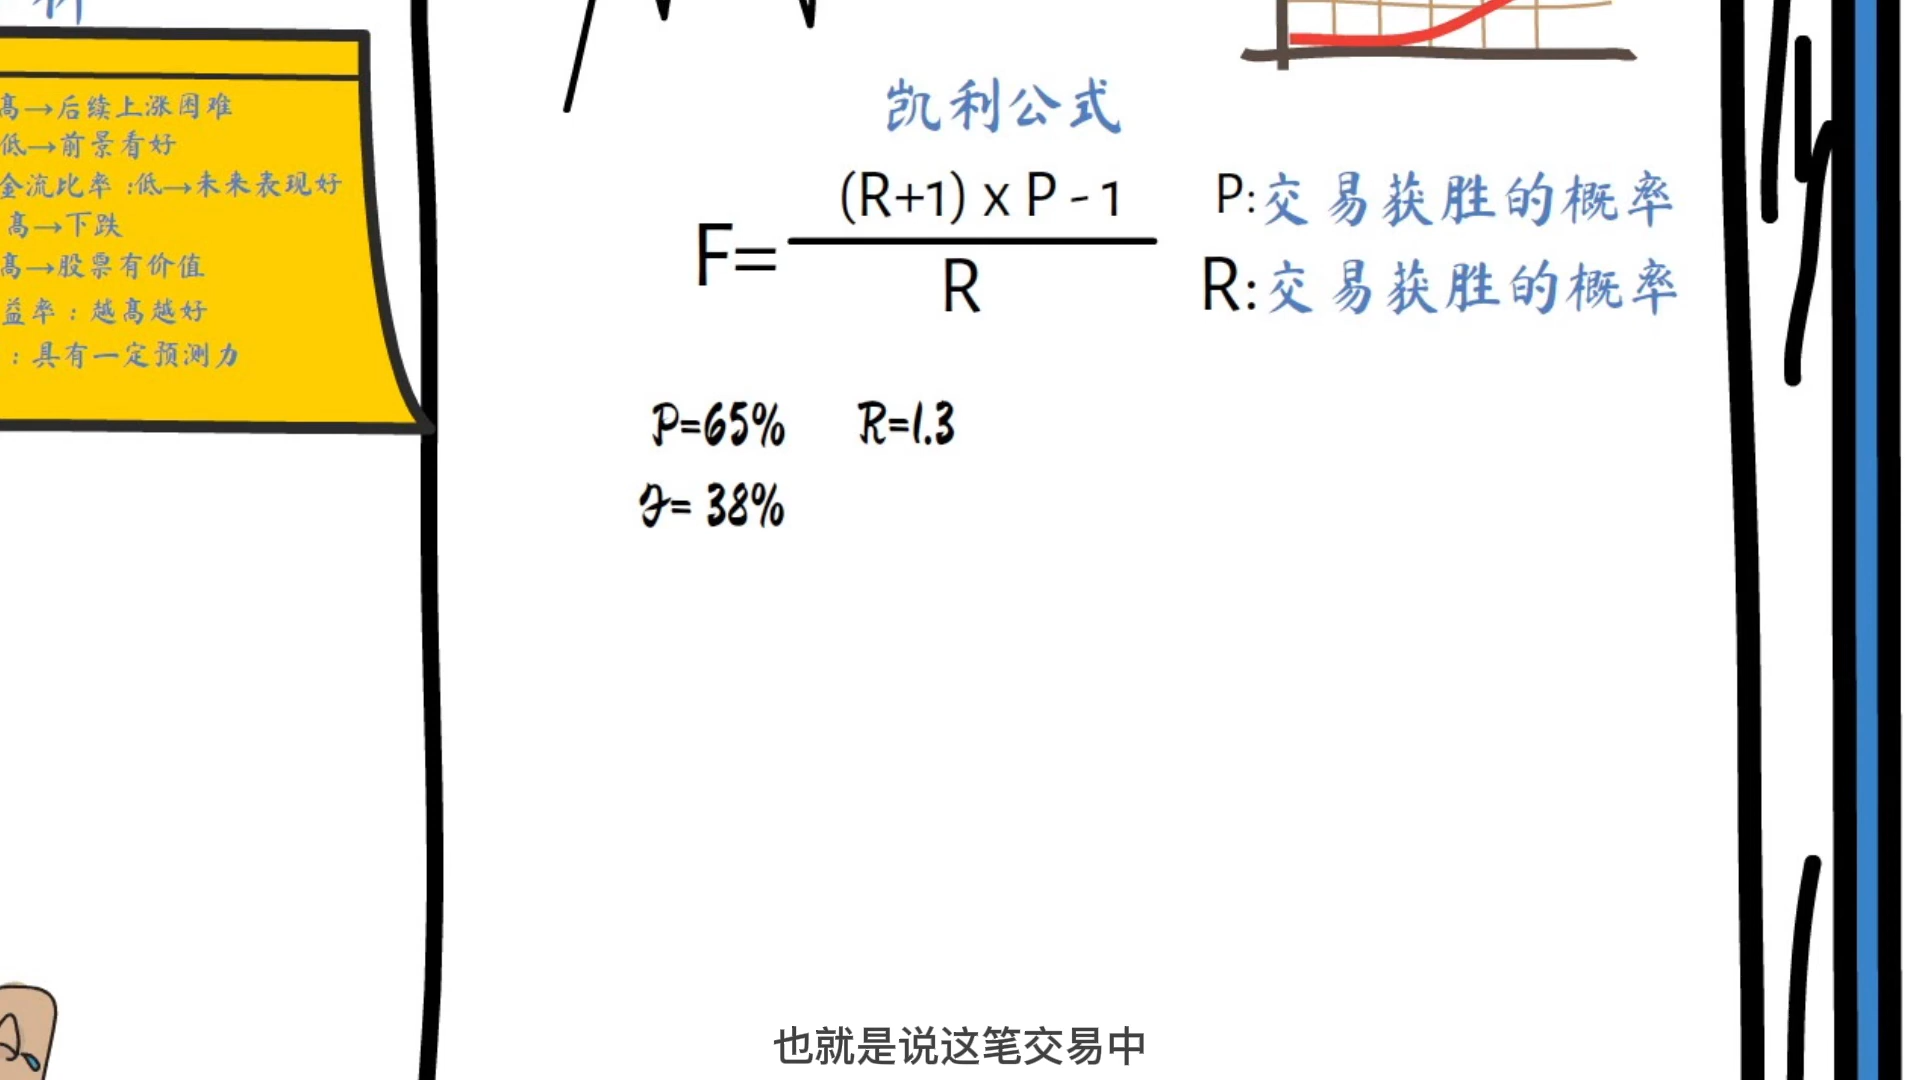 高→后续上涨困难
低→前景看好
金流比率:低→未来表现好
高→下跌
高→股票有价值
益率:越高越好
:具有一定预测力
凯利公式
F=
(R+1) x P - 1
R
P:交易获胜的概率
R:交易获胜的概率
P=65% R=1.3
F= 38%
也就是说这笔交易中